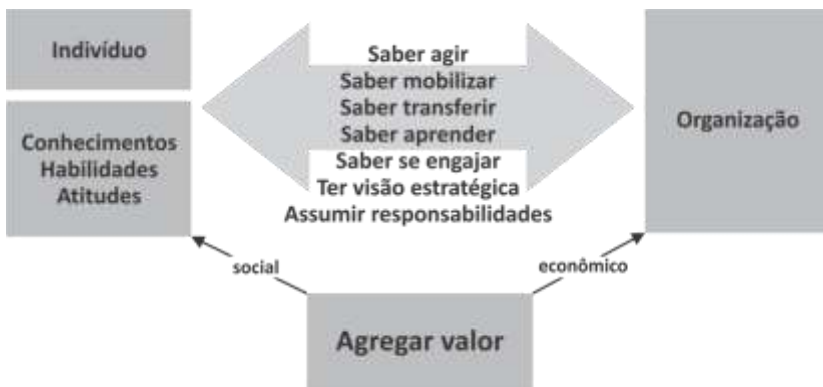 Indivíduo
Conhecimentos
Habilidades
Atitudes
Saber agir
Saber mobilizar
Saber transferir
Saber aprender
Saber se engajar
Ter visão estratégica
Assumir responsabilidades
Organização
social
econômico
Agregar valor